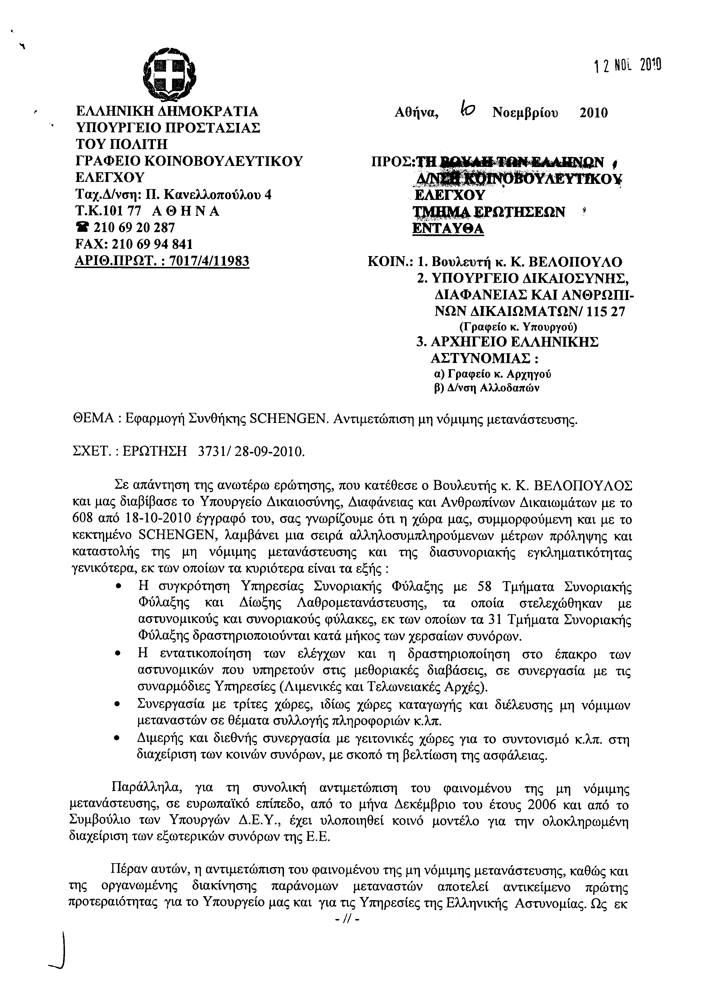 1 2 ΝΟΕ 2010
ΕΛΛΗΝΙΚΗ ΔΗΜΟΚΡΑΤΙΑ
ΥΠΟΥΡΓΕΙΟ ΠΡΟΣΤΑΣΙΑΣ
ΤΟΥ ΠΟΛΙΤΗ
ΓΡΑΦΕΙΟ ΚΟΙΝΟΒΟΥΛΕΥΤΙΚΟΥ
ΕΛΕΓΧΟΥ
Ταχ.Δ/νση: Π. Κανελλοπούλου 4
Τ.Κ.101 77 Α Θ Η Ν Α
☎ 210 69 20 287
FAX: 210 69 94 841
ΑΡΙΘ.ΠΡΩΤ. : 7017/4/11983
Αθήνα, Νοεμβρίου 2010
ΠΡΟΣ:ΤΗ ΒΟΥΛΗ ΤΩΝ ΕΛΛΗΝΩΝ
Δ/ΝΣΗ ΚΟΙΝΟΒΟΥΛΕΥΤΙΚΟΥ
ΕΛΕΓΧΟΥ
ΤΜΗΜΑ ΕΡΩΤΗΣΕΩΝ
ΕΝΤΑΥΘΑ
ΚΟΙΝ.: 1. Βουλευτή κ. Κ. ΒΕΛΟΠΟΥΛΟ
2. ΥΠΟΥΡΓΕΙΟ ΔΙΚΑΙΟΣΥΝΗΣ,
ΔΙΑΦΑΝΕΙΑΣ ΚΑΙ ΑΝΘΡΩΠΙ-
ΝΩΝ ΔΙΚΑΙΩΜΑΤΩΝ/ 115 27
(Γραφείο κ. Υπουργού)
3. ΑΡΧΗΓΕΙΟ ΕΛΛΗΝΙΚΗΣ
ΑΣΤΥΝΟΜΙΑΣ :
α) Γραφείο κ. Αρχηγού
β) Δ/νση Αλλοδαπών
ΘΕΜΑ : Εφαρμογή Συνθήκης SCHENGEN. Αντιμετώπιση μη νόμιμης μετανάστευσης.
ΣΧΕΤ. : ΕΡΩΤΗΣΗ 3731/ 28-09-2010.
Σε απάντηση της ανωτέρω ερώτησης, που κατέθεσε ο Βουλευτής κ. Κ. ΒΕΛΟΠΟΥΛΟΣ
και μας διαβίβασε το Υπουργείο Δικαιοσύνης, Διαφάνειας και Ανθρωπίνων Δικαιωμάτων με το
608 από 18-10-2010 έγγραφό του, σας γνωρίζουμε ότι η χώρα μας, συμμορφούμενη και με το
κεκτημένο SCHENGEN, λαμβάνει μια σειρά αλληλοσυμπληρούμενων μέτρων πρόληψης και
καταστολής της μη νόμιμης μετανάστευσης και της διασυνοριακής εγκληματικότητας
γενικότερα, εκ των οποίων τα κυριότερα είναι τα εξής :
• Η συγκρότηση Υπηρεσίας Συνοριακής Φύλαξης με 58 Τμήματα Συνοριακής
Φύλαξης και Δίωξης Λαθρομετανάστευσης, τα οποία στελεχώθηκαν με
αστυνομικούς και συνοριακούς φύλακες, εκ των οποίων τα 31 Τμήματα Συνοριακής
Φύλαξης δραστηριοποιούνται κατά μήκος των χερσαίων συνόρων.
• Η εντατικοποίηση των ελέγχων και η δραστηριοποίηση στο έπακρο των
αστυνομικών που υπηρετούν στις μεθοριακές διαβάσεις, σε συνεργασία με τις
συναρμόδιες Υπηρεσίες (Λιμενικές και Τελωνειακές Αρχές).
• Συνεργασία με τρίτες χώρες, ιδίως χώρες καταγωγής και διέλευσης μη νόμιμων
μεταναστών σε θέματα συλλογής πληροφοριών κ.λπ.
• Διμερής και διεθνής συνεργασία με γειτονικές χώρες για το συντονισμό κ.λπ. στη
διαχείριση των κοινών συνόρων, με σκοπό τη βελτίωση της ασφάλειας.
Παράλληλα, για τη συνολική αντιμετώπιση του φαινομένου της μη νόμιμης
μετανάστευσης, σε ευρωπαϊκό επίπεδο, από το μήνα Δεκέμβριο του έτους 2006 και από το
Συμβούλιο των Υπουργών Δ.Ε.Υ., έχει υλοποιηθεί κοινό μοντέλο για την ολοκληρωμένη
διαχείριση των εξωτερικών συνόρων της Ε.Ε.
Πέραν αυτών, η αντιμετώπιση του φαινομένου της μη νόμιμης μετανάστευσης, καθώς και
της οργανωμένης διακίνησης παράνομων μεταναστών αποτελεί αντικείμενο πρώτης
προτεραιότητας για το Υπουργείο μας και για τις Υπηρεσίες της Ελληνικής Αστυνομίας. Ως εκ
- // -